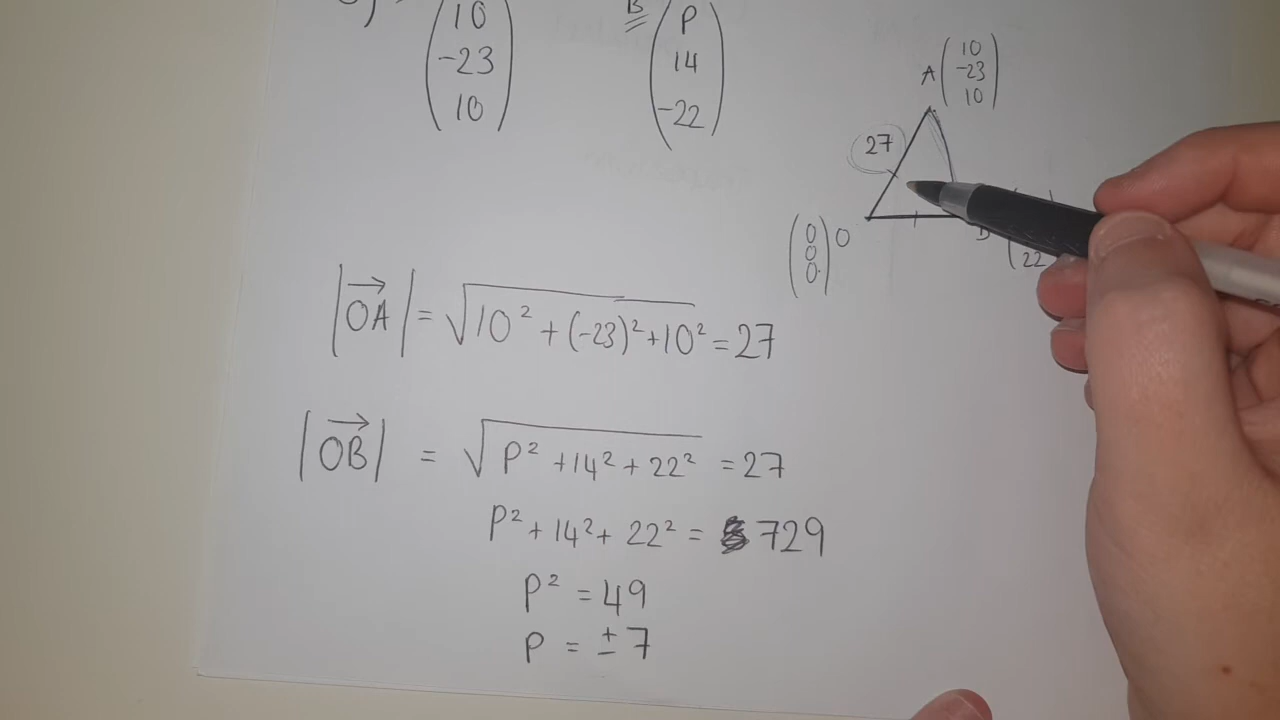 10
-23
10
B
P
14
-22
A
10
-23
10
27
0
0
0
O
22
|OA| = √10² + (-23)² + 10² = 27
|OB| = √P² + 14² + 22² = 27
P² + 14² + 22² = 729
P² = 49
P = ± 7